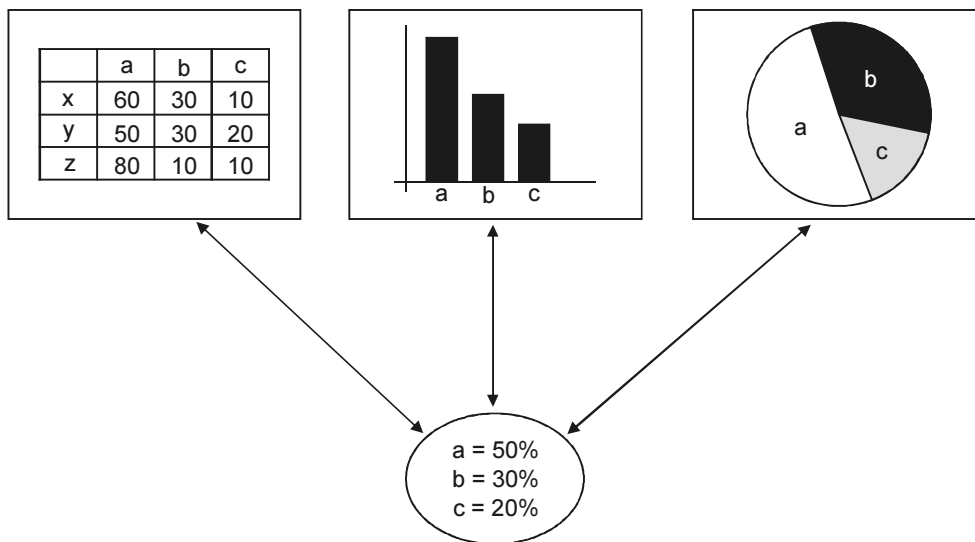 a b c
x 60 30 10
y 50 30 20
z 80 10 10
a b c
a
b
c
a = 50%
b = 30%
c = 20%